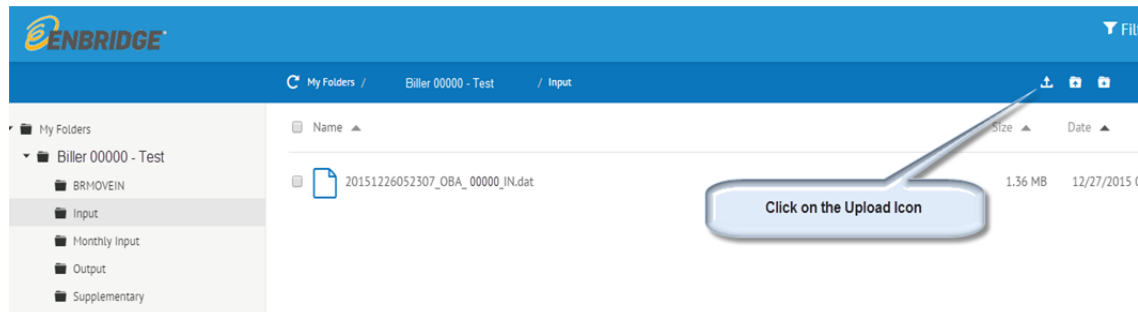 ENBRIDGE
Filt
My Folders / Biller 00000 - Test / Input
My Folders
Name Size Date
Biller 00000 - Test
BRMOVEIN
20151226052307_OBA_ 00000_IN.dat 1.36 MB 12/27/2015
Click on the Upload Icon
Input
Monthly Input
Output
Supplementary